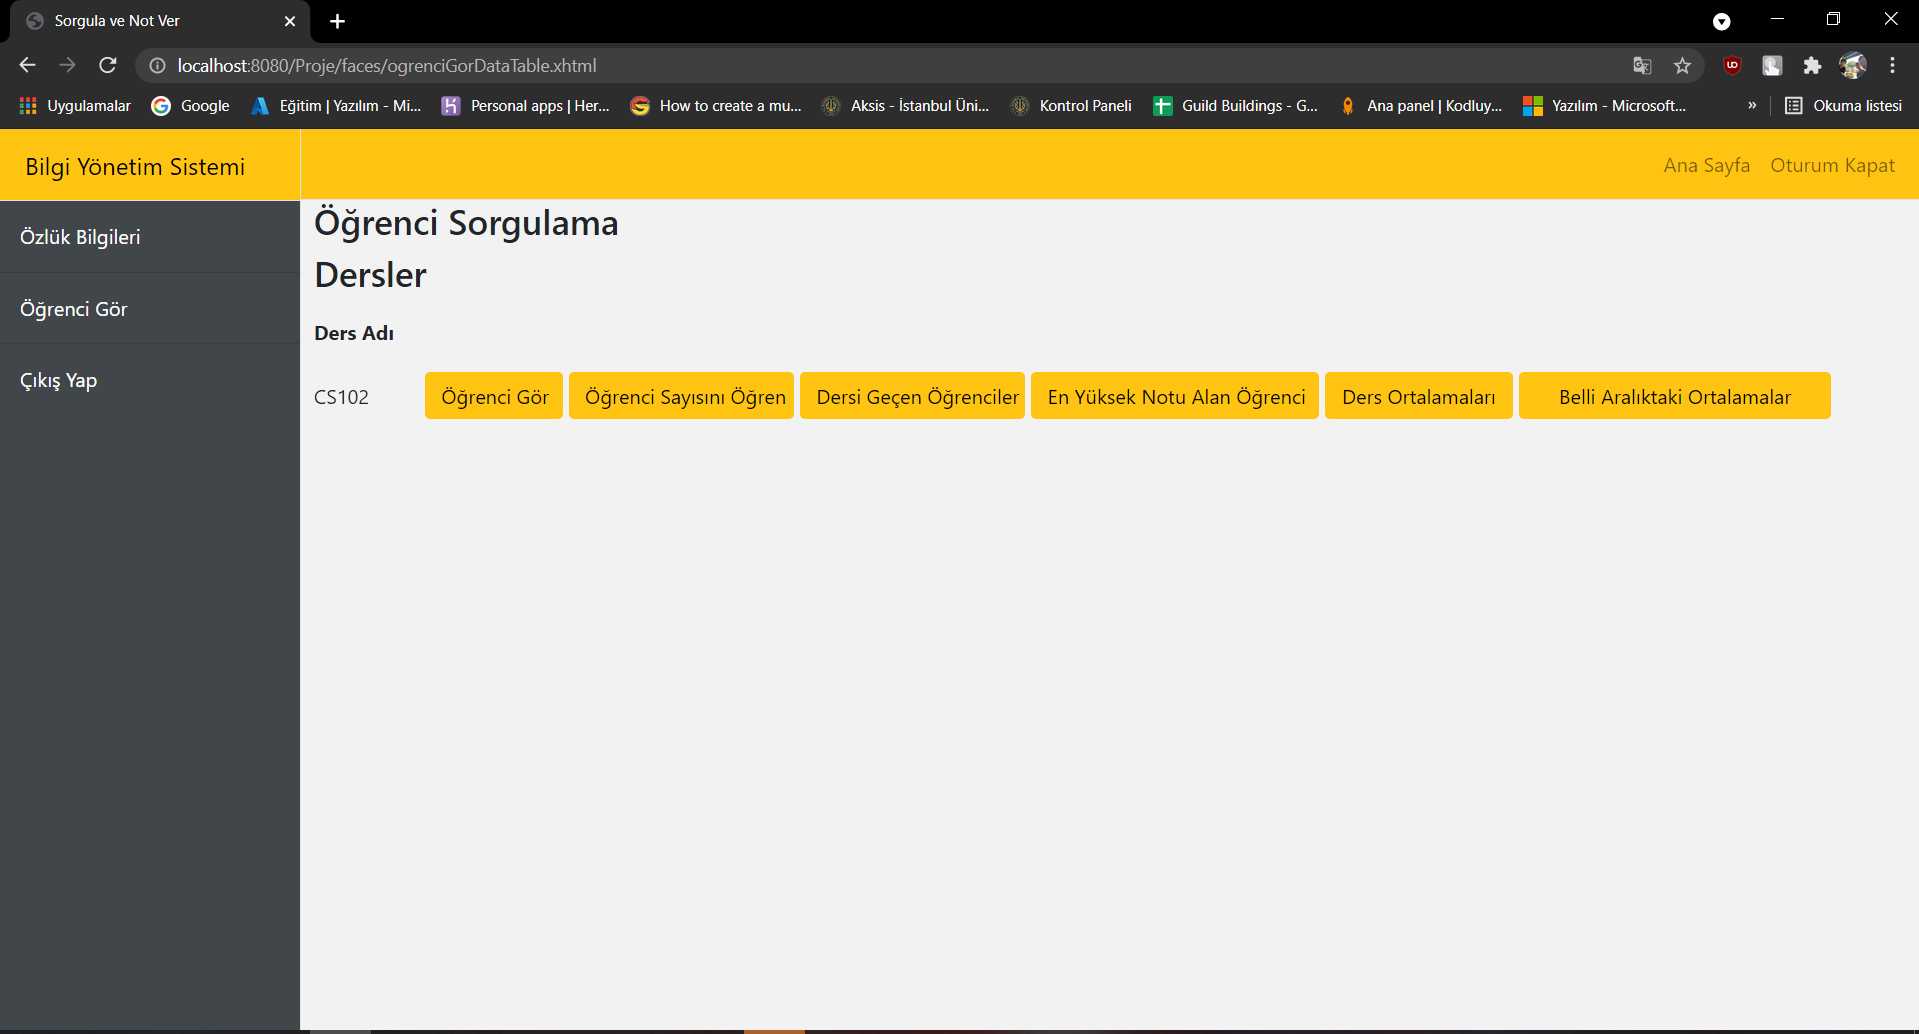 Sorgula ve Not Ver
localhost:8080/Proje/faces/ogrenciGorDataTable.xhtml
Uygulamalar Google Eğitim | Yazılım - Mi... Personal apps | Her... How to create a mu... Aksis - İstanbul Üni... Kontrol Paneli Guild Buildings - G... Ana panel | Kodluy... Yazılım - Microsoft... » Okuma listesi
Bilgi Yönetim Sistemi Ana Sayfa Oturum Kapat
Özlük Bilgileri
Öğrenci Gör
Çıkış Yap
Öğrenci Sorgulama
Dersler
Ders Adı
CS102 Öğrenci Gör Öğrenci Sayısını Öğren Dersi Geçen Öğrenciler En Yüksek Notu Alan Öğrenci Ders Ortalamaları Belli Aralıktaki Ortalamalar